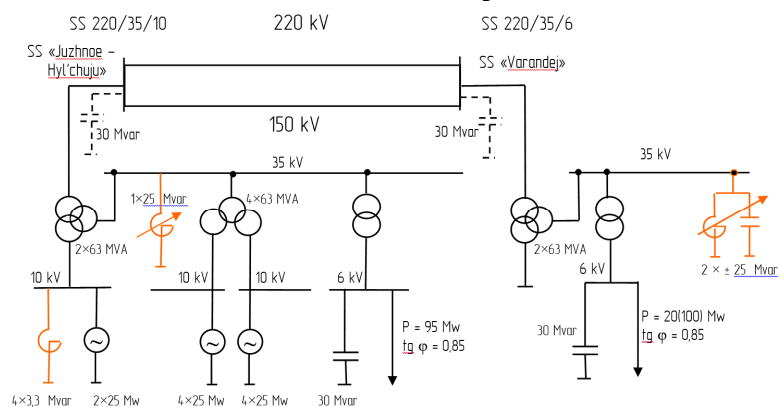 SS 220/35/10
220 kV
SS 220/35/6
SS «Juzhnoe –
Hyl'chuju»
SS «Varandej»
30 Mvar
150 kV
30 Mvar
35 kV
35 kV
1×25 Mvar
4×63 MVA
2×63 MVA
2×63 MVA
10 kV
10 kV
10 kV
6 kV
6 kV
2 × ± 25 Mvar
P = 95 Mw
tg φ = 0,85
30 Mvar
P = 20(100) Mw
tg φ = 0,85
4×3,3 Mvar
2×25 Mw
4×25 Mw
4×25 Mw
30 Mvar